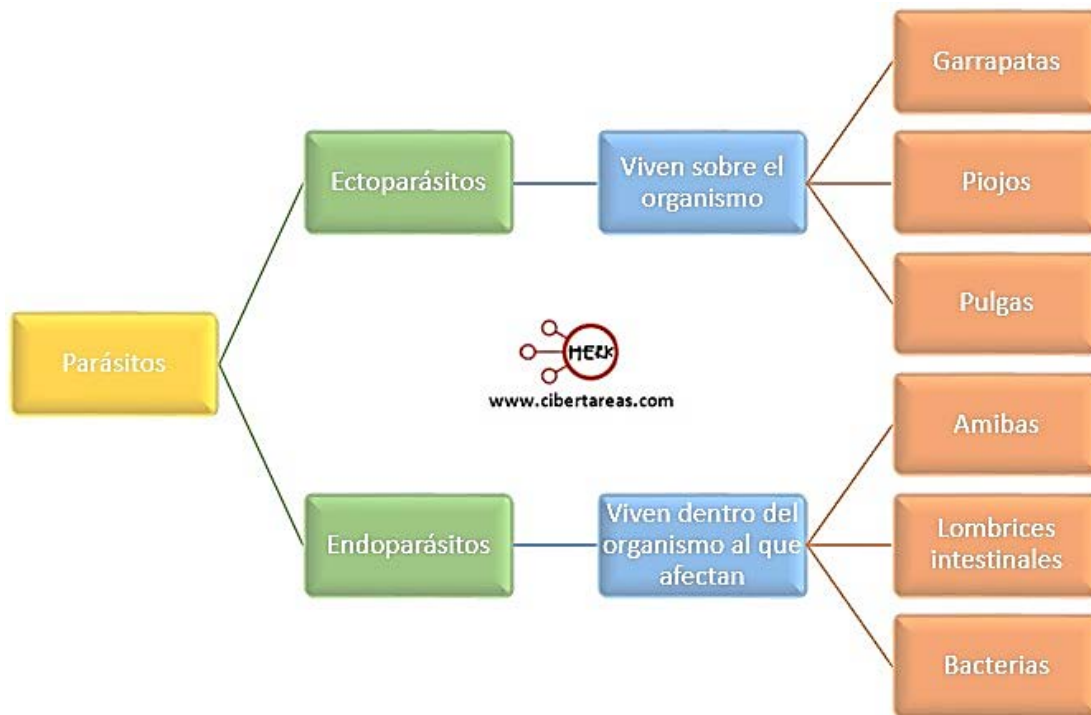 Garrapatas
Ectoparásitos
Viven sobre el
organismo
Piojos
Pulgas
Parásitos
HERK
www.cibertareas.com
Amibas
Endoparásitos
Viven dentro del
organismo al que
afectan
Lombrices
intestinales
Bacterias